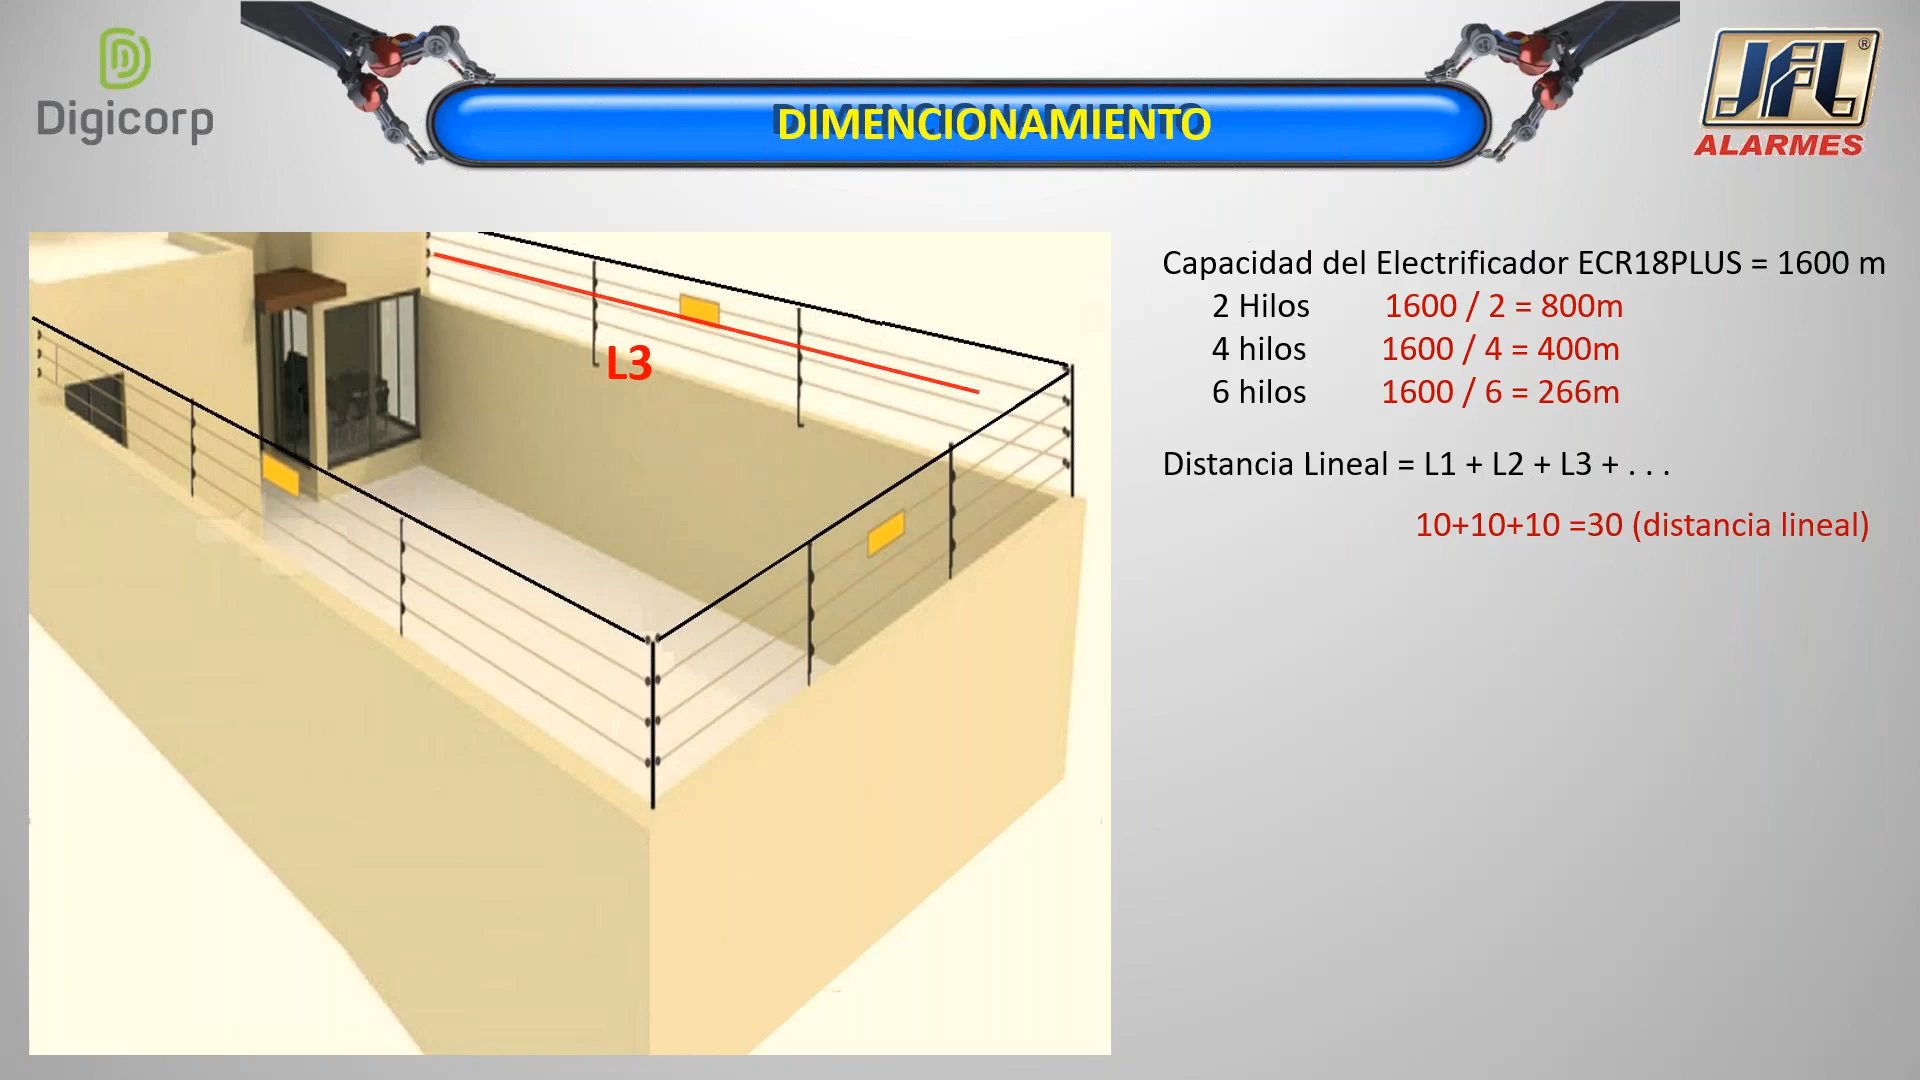 Digicorp
DIMENCIONAMIENTO
JFL®
ALARMES
L3
Capacidad del Electrificador ECR18PLUS = 1600 m
2 Hilos 1600 / 2 = 800m
4 hilos 1600 / 4 = 400m
6 hilos 1600 / 6 = 266m
Distancia Lineal = L1 + L2 + L3 + . . .
10+10+10 =30 (distancia lineal)